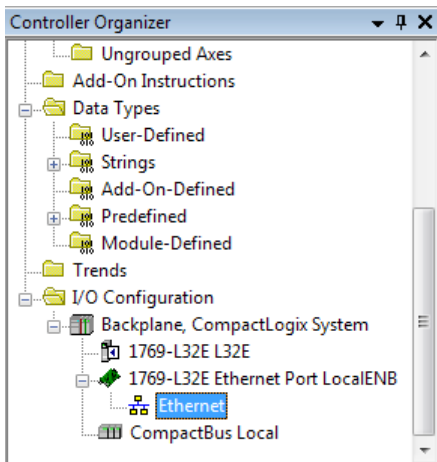 Controller Organizer
Ungrouped Axes
Add-On Instructions
Data Types
User-Defined
Strings
Add-On-Defined
Predefined
Module-Defined
Trends
I/O Configuration
Backplane, CompactLogix System
1769-L32E L32E
1769-L32E Ethernet Port LocalENB
Ethernet
CompactBus Local